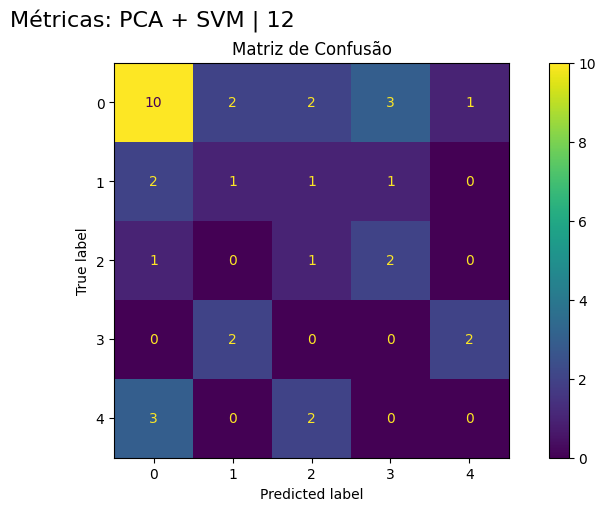 Métricas: PCA + SVM | 12
Matriz de Confusão
0 10 2 2 3 1
1 2 1 1 1 0
2 1 0 1 2 0
3 0 2 0 0 2
4 3 0 2 0 0
0 1 2 3 4
Predicted label
True label
10
8
6
4
2
0